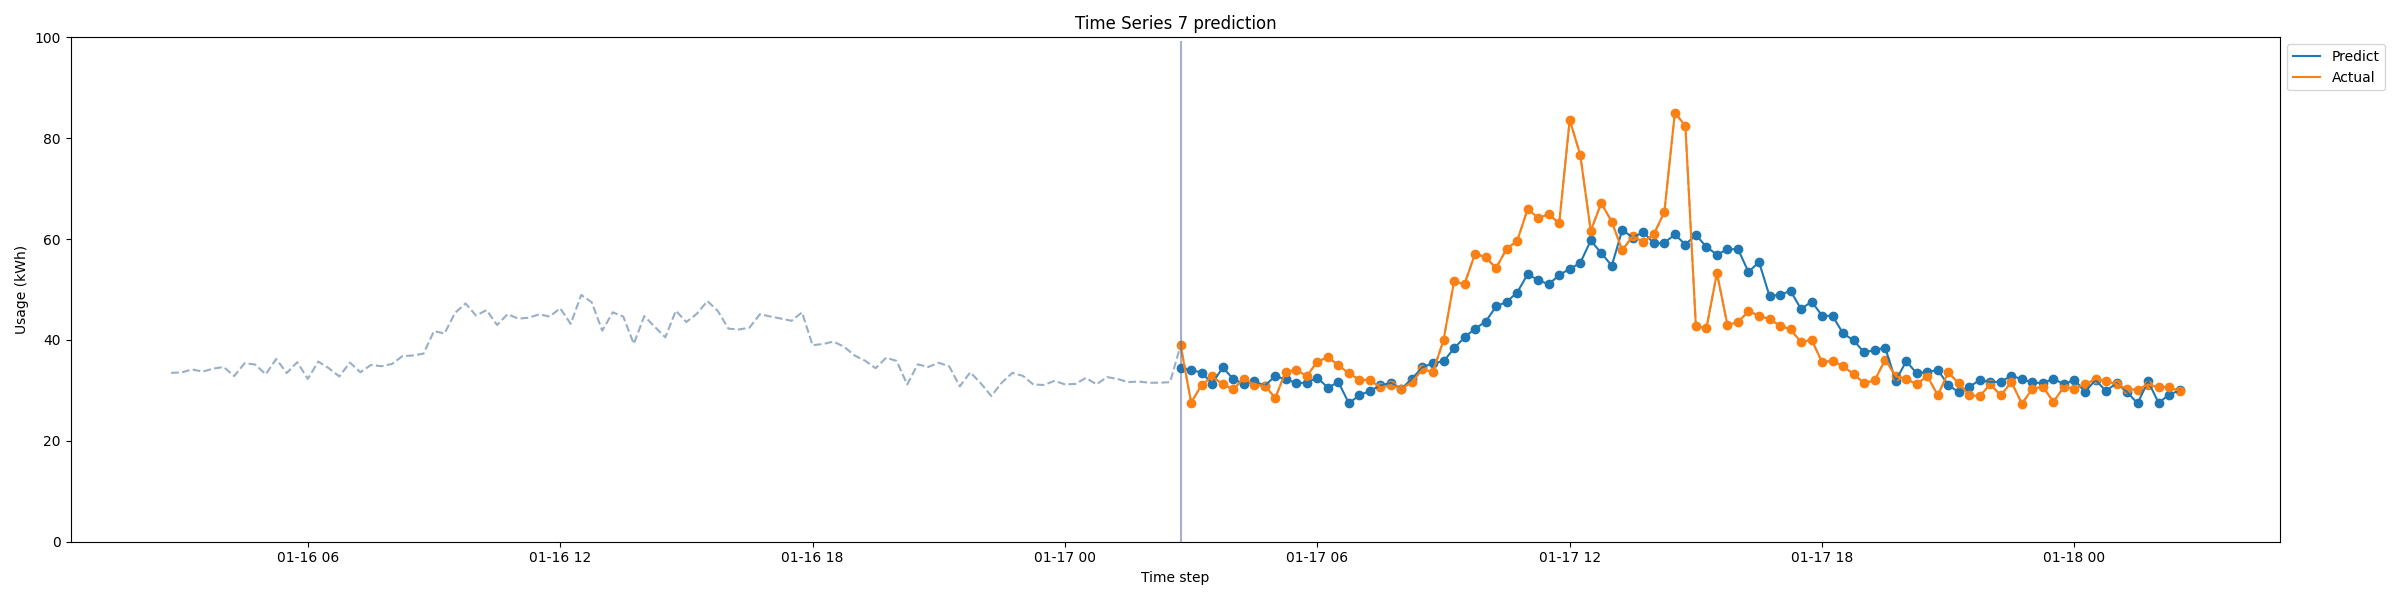 Time Series 7 prediction
100
80
60
40
20
0
Usage (kWh)
01-16 06
01-16 12
01-16 18
01-17 00
01-17 06
01-17 12
01-17 18
01-18 00
Time step
Predict
Actual